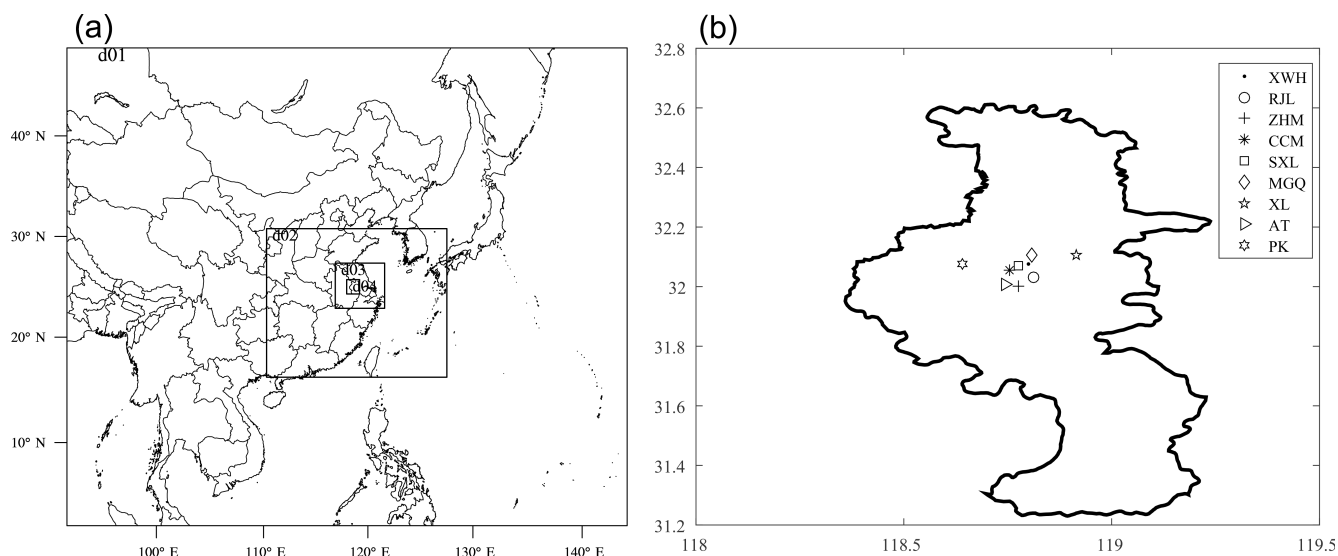 (a)
d01
d02
d03
d04
40° N
30° N
20° N
10° N
100° E
110° E
120° E
130° E
140° E
(b)
32.8
32.6
32.4
32.2
32
31.8
31.6
31.4
31.2
118
118.5
119
119.5
XWH
RJL
ZHM
CCM
SXL
MGQ
XL
AT
PK